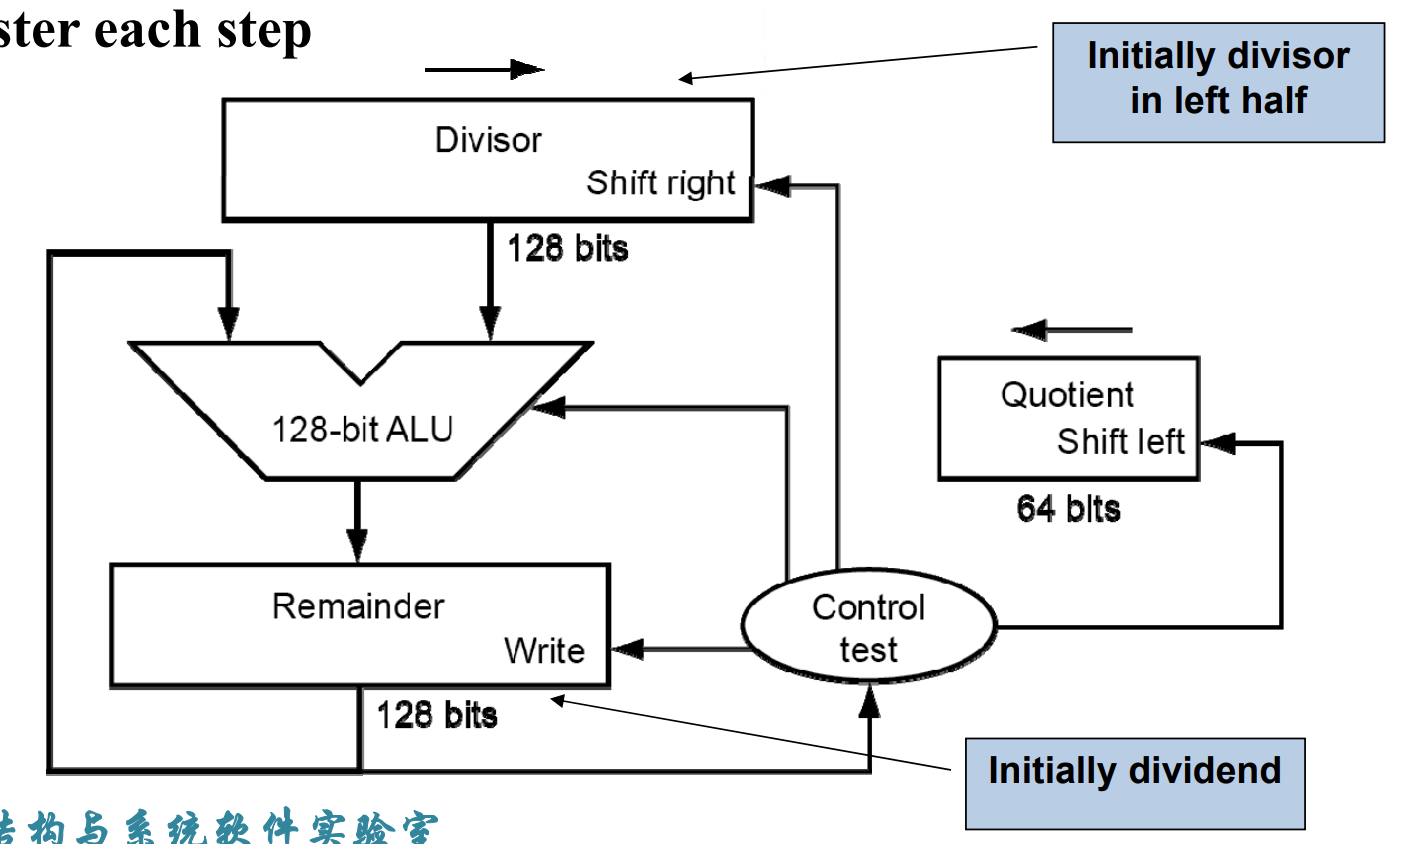 ster each step
Initially divisor
in left half
Divisor
Shift right
128 bits
128-bit ALU
Quotient
Shift left
64 bits
Remainder
Write
Control
test
128 bits
Initially dividend
结构与系统软件实验室